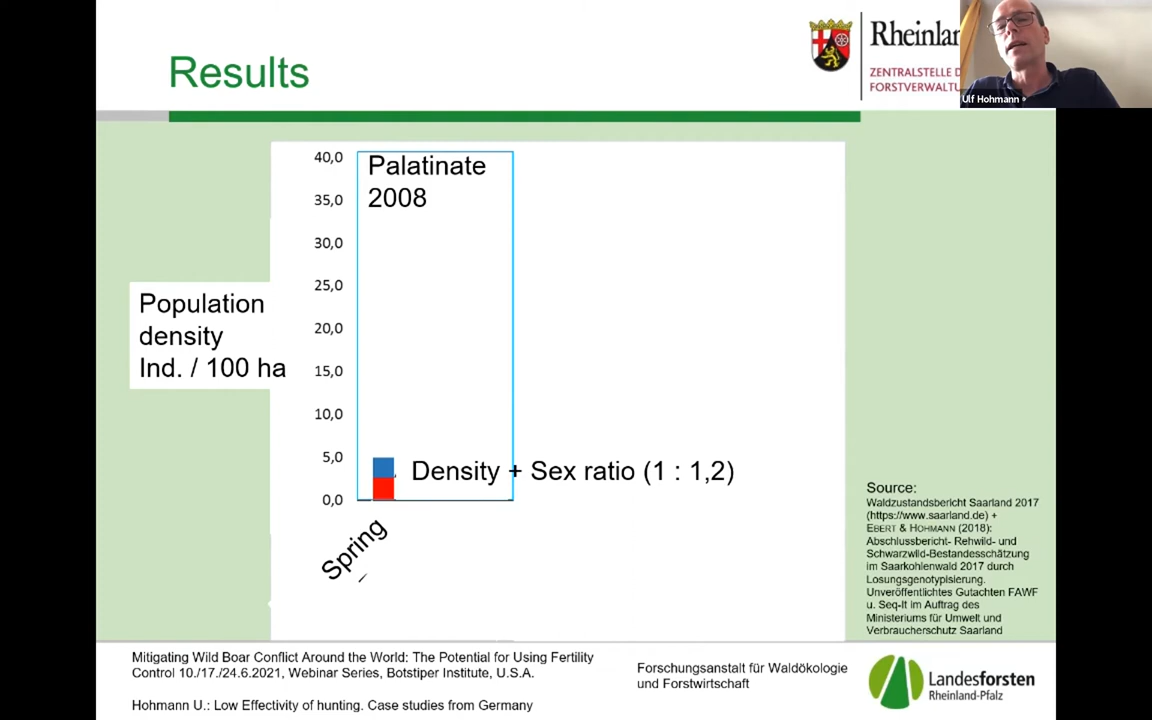 Results
Rheinlan
ZENTRALSTELLE D
FORSTVERWALTU
Ulf Hohmann
40,0
35,0
30,0
25,0
20,0
15,0
10,0
5,0
0,0
Palatinate
2008
Population
density
Ind. / 100 ha
Density + Sex ratio (1 : 1,2)
Spring
Source:
Waldzustandsbericht Saarland 2017
(https://www.saarland.de) +
EBERT & HOHMANN (2018):
Abschlussbericht- Rehwild- und
Schwarzwild-Bestandesschätzung
im Saarkohlenwald 2017 durch
Losungsgenotypisierung.
Unveröffentlichtes Gutachten FAWF
u. Seq-It im Auftrag des
Ministeriums für Umwelt und
Verbraucherschutz Saarland
Mitigating Wild Boar Conflict Around the World: The Potential for Using Fertility
Control 10./17./24.6.2021, Webinar Series, Botstiper Institute, U.S.A.
Hohmann U.: Low Effectivity of hunting. Case studies from Germany
Forschungsanstalt für Waldökologie
und Forstwirtschaft
Landesforsten
Rheinland-Pfalz